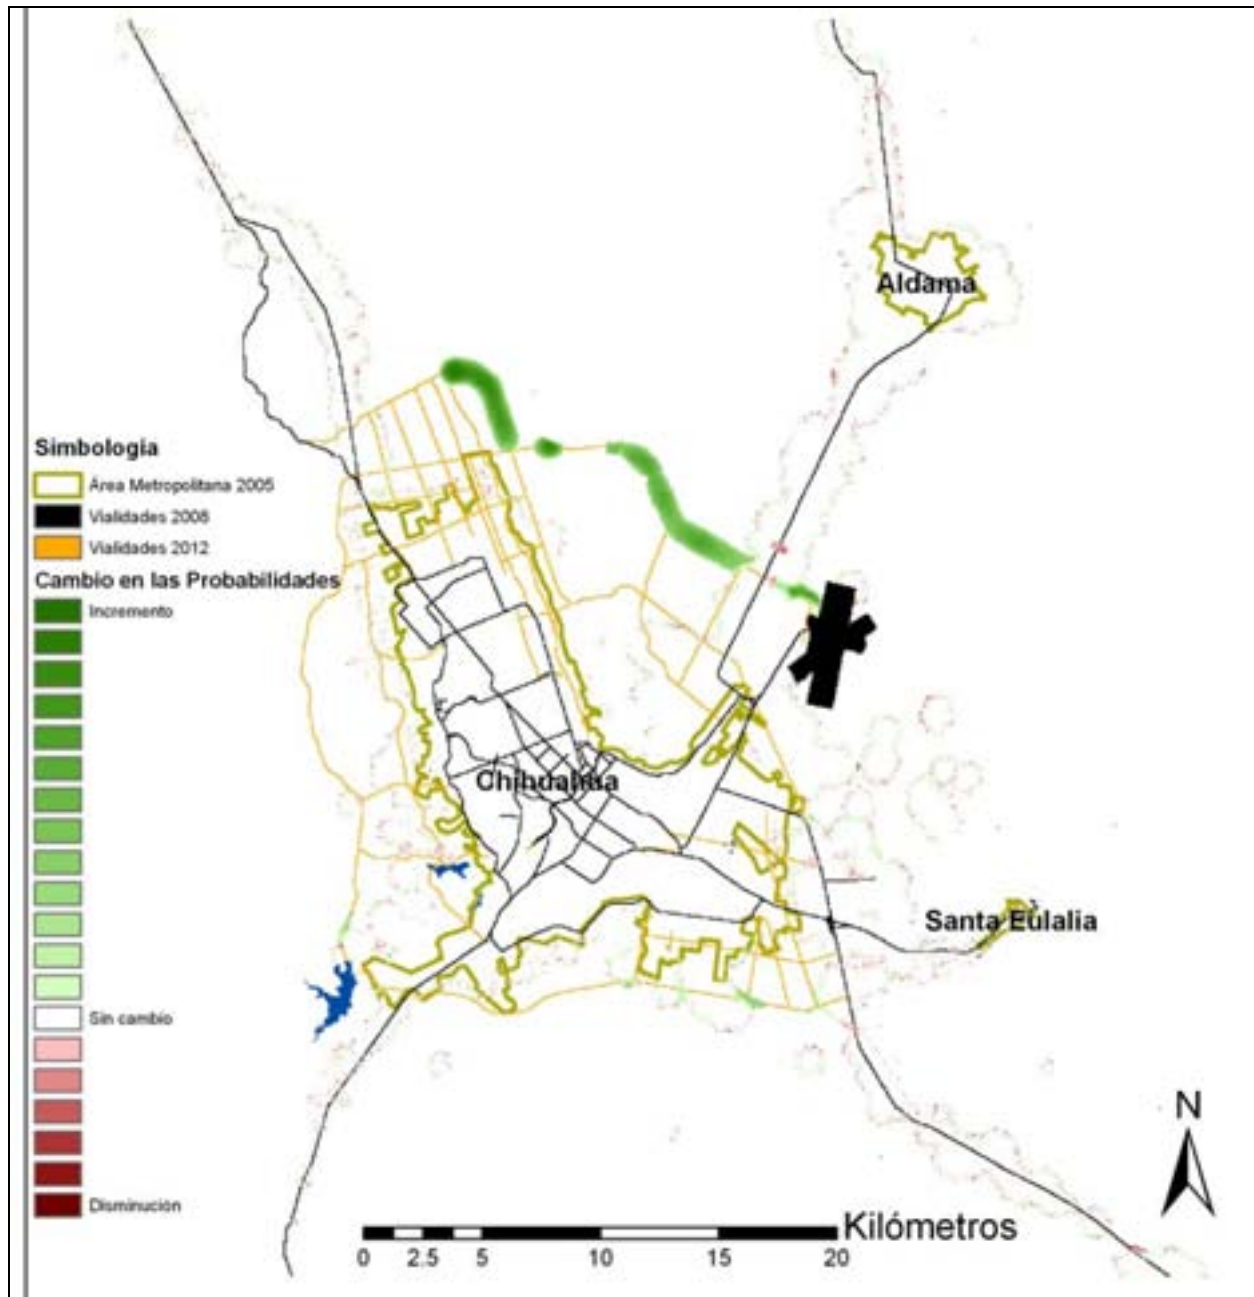 Aldama
Simbología
Área Metropolitana 2005
Vialidades 2008
Vialidades 2012
Cambio en las Probabilidades
Incremento
Chihuahua
Santa Eulalia
Sin cambio
Disminución
N
Kilómetros
0 2.5 5 10 15 20